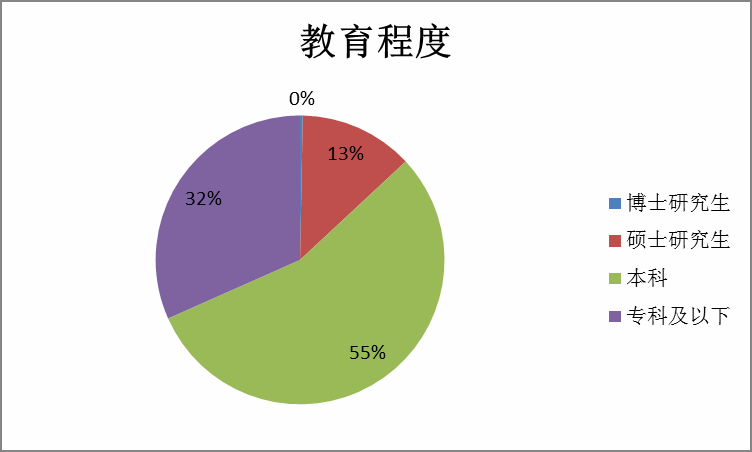 教育程度
0%
13%
32%
55%
博士研究生
硕士研究生
本科
专科及以下